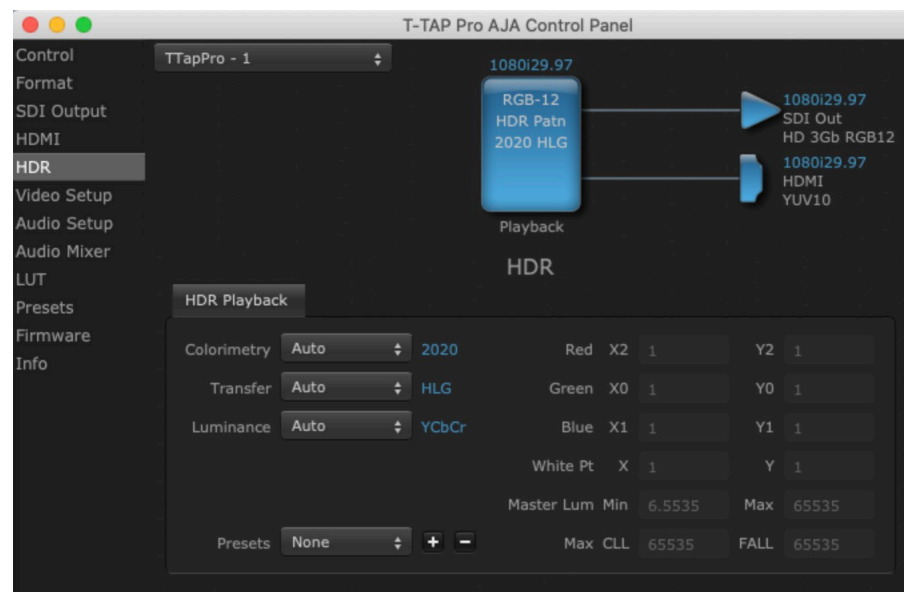 T-TAP Pro AJA Control Panel
Control
Format
SDI Output
HDMI
HDR
Video Setup
Audio Setup
Audio Mixer
LUT
Presets
Firmware
Info
TTapPro - 1
1080i29.97
RGB-12
HDR Patn
2020 HLG
Playback
1080i29.97
SDI Out
HD 3Gb RGB12
1080i29.97
HDMI
YUV10
HDR
HDR Playback
Colorimetry Auto 2020 Red X2 1 Y2 1
Transfer Auto HLG Green X0 1 Y0 1
Luminance Auto YCbCr Blue X1 1 Y1 1
White Pt X 1 Y 1
Master Lum Min 6.5535 Max 65535
Presets None + − Max CLL 65535 FALL 65535